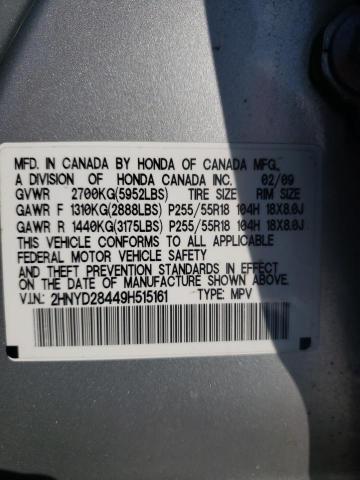 MFD. IN CANADA BY HONDA OF CANADA MFG.,
A DIVISION OF HONDA CANADA INC. 02/09
GVWR 2700KG(5952LBS) TIRE SIZE RIM SIZE
GAWR F 1310KG(2888LBS) P255/55R18 104H 18X8.0J
GAWR R 1440KG(3175LBS) P255/55R18 104H 18X8.0J
THIS VEHICLE CONFORMS TO ALL APPLICABLE
FEDERAL MOTOR VEHICLE SAFETY
AND THEFT PREVENTION STANDARDS IN EFFECT ON
THE DATE OF MANUFACTURE SHOWN ABOVE.
V.I.N: 2HNYD28449H515161 TYPE: MPV